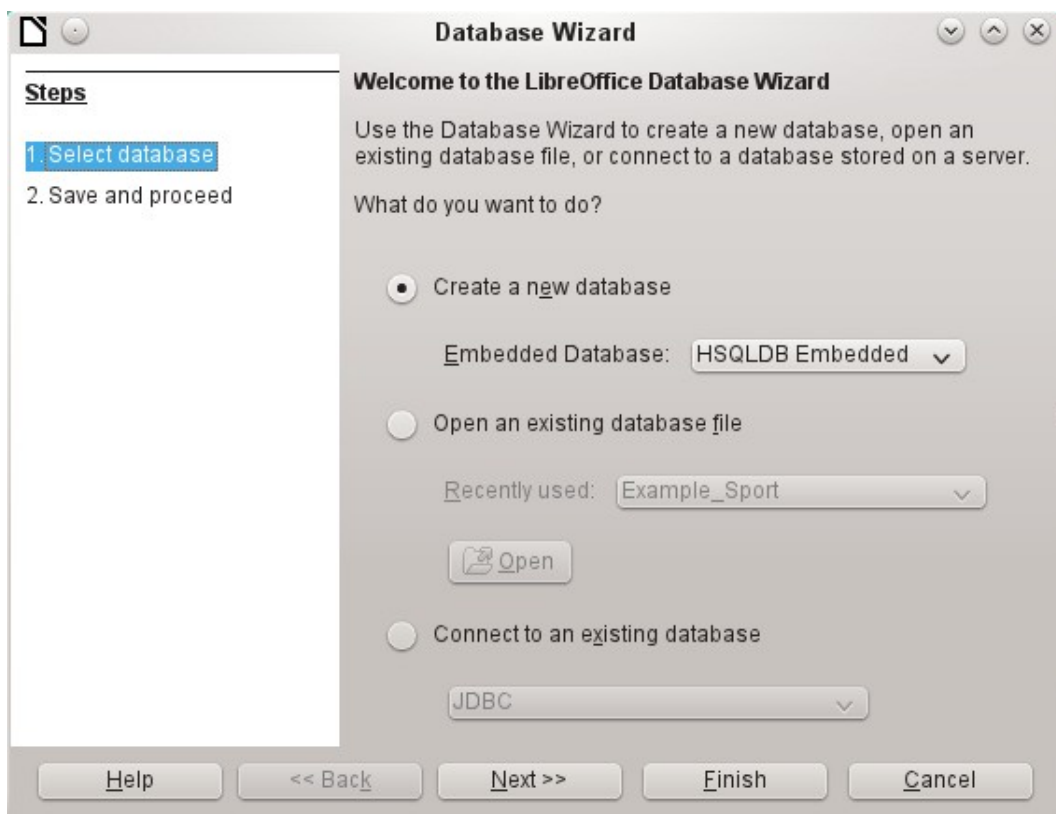 Database Wizard
Steps
1. Select database
2. Save and proceed
Welcome to the LibreOffice Database Wizard
Use the Database Wizard to create a new database, open an
existing database file, or connect to a database stored on a server.
What do you want to do?
Create a new database
Embedded Database: HSQLDB Embedded
Open an existing database file
Recently used: Example_Sport
Open
Connect to an existing database
JDBC
Help << Back Next >> Finish Cancel